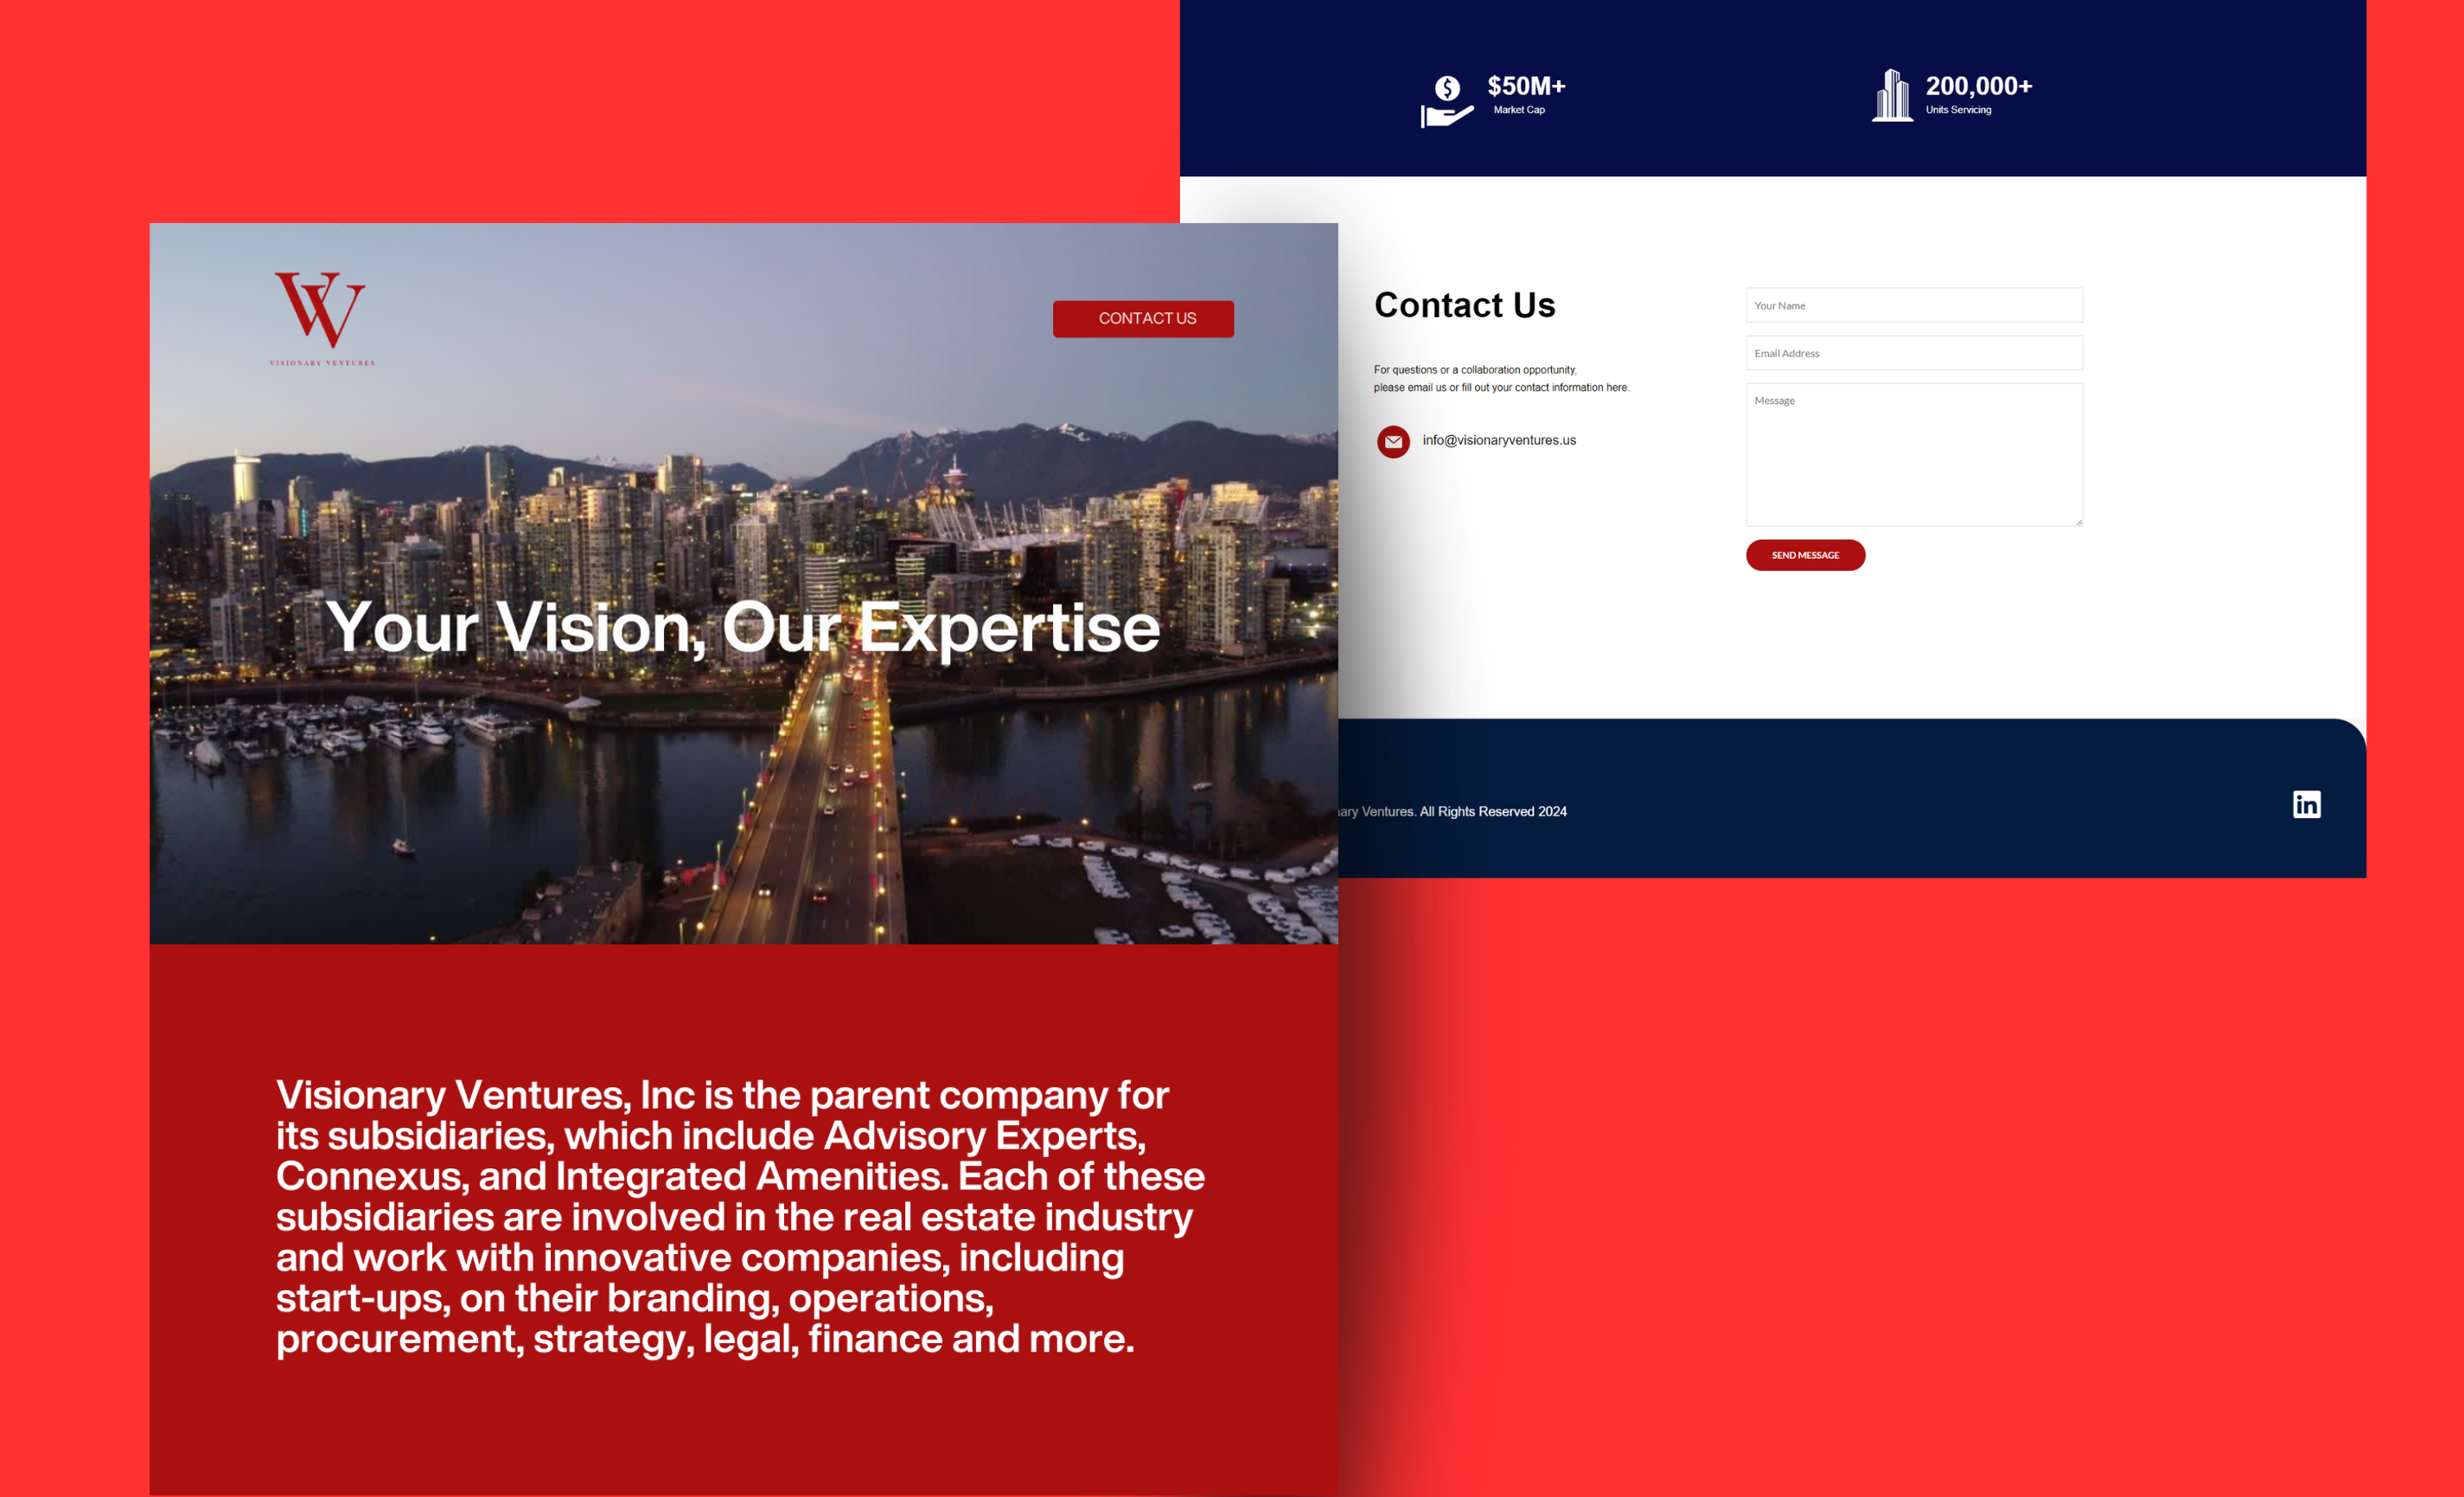 $50M+
Market Cap
200,000+
Units Servicing
VV
VISIONARY VENTURES
CONTACT US
Your Vision, Our Expertise
Visionary Ventures, Inc is the parent company for
its subsidiaries, which include Advisory Experts,
Connexus, and Integrated Amenities. Each of these
subsidiaries are involved in the real estate industry
and work with innovative companies, including
start-ups, on their branding, operations,
procurement, strategy, legal, finance and more.
Contact Us
For questions or a collaboration opportunity,
please email us or fill out your contact information here.
info@visionaryventures.us
Your Name
Email Address
Message
SEND MESSAGE
ary Ventures. All Rights Reserved 2024
in